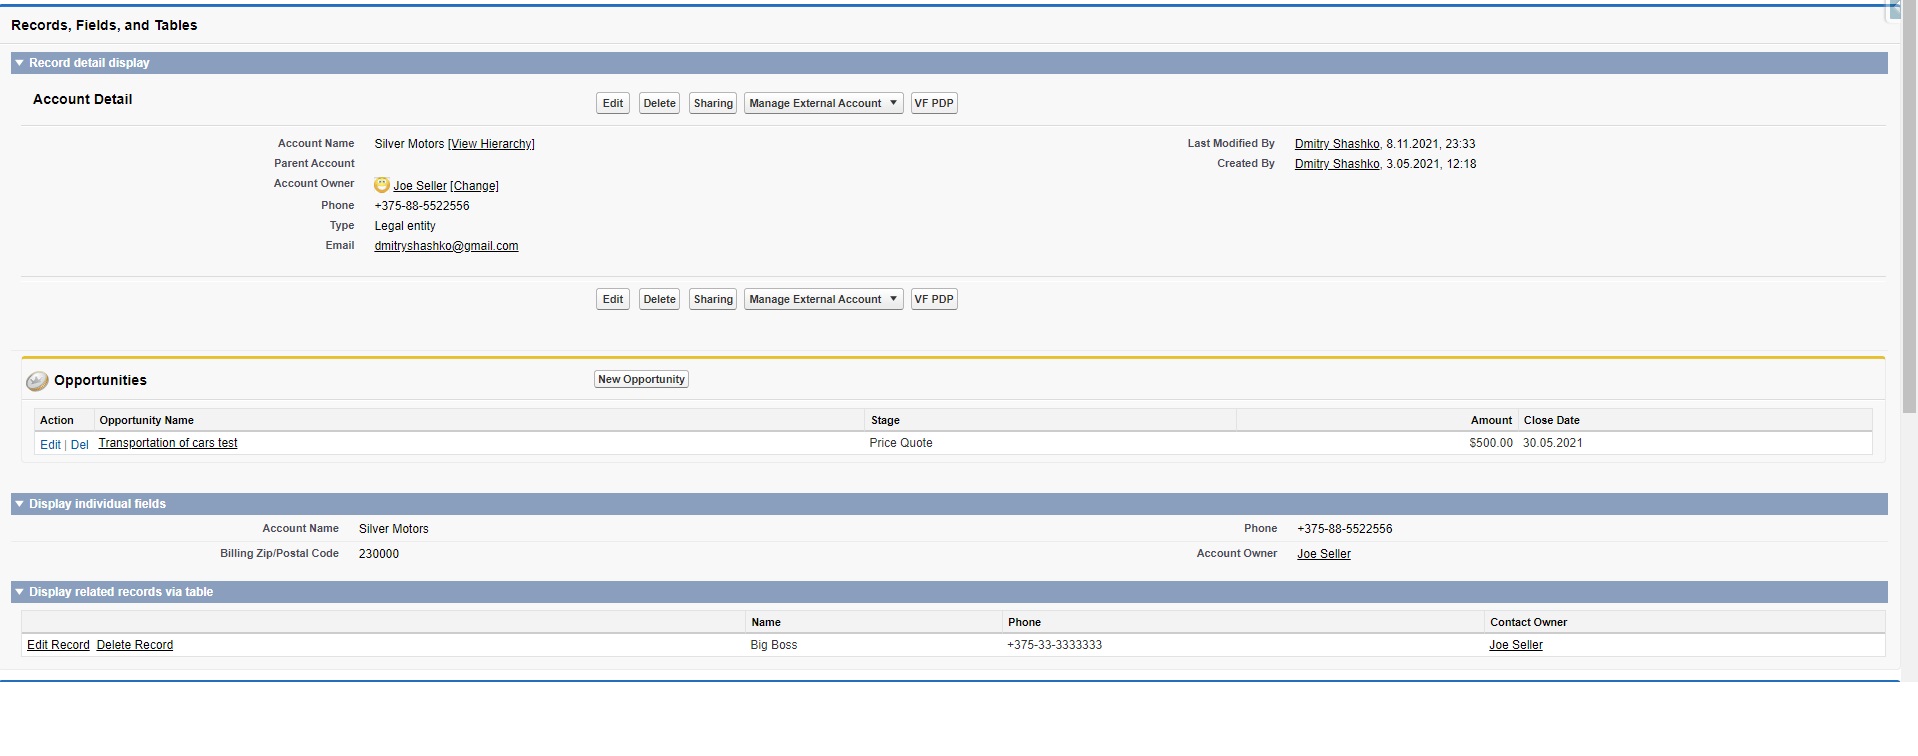 Records, Fields, and Tables
Record detail display
Account Detail Edit Delete Sharing Manage External Account VF PDP
Account Name Silver Motors [View Hierarchy] Last Modified By Dmitry Shashko, 8.11.2021, 23:33
Parent Account Created By Dmitry Shashko, 3.05.2021, 12:18
Account Owner Joe Seller [Change]
Phone +375-88-5522556
Type Legal entity
Email dmitryshashko@gmail.com
Edit Delete Sharing Manage External Account VF PDP
Opportunities New Opportunity
Action Opportunity Name Stage Amount Close Date
Edit | Del Transportation of cars test Price Quote $500.00 30.05.2021
Display individual fields
Account Name Silver Motors Phone +375-88-5522556
Billing Zip/Postal Code 230000 Account Owner Joe Seller
Display related records via table
Name Phone Contact Owner
Edit Record Delete Record Big Boss +375-33-3333333 Joe Seller